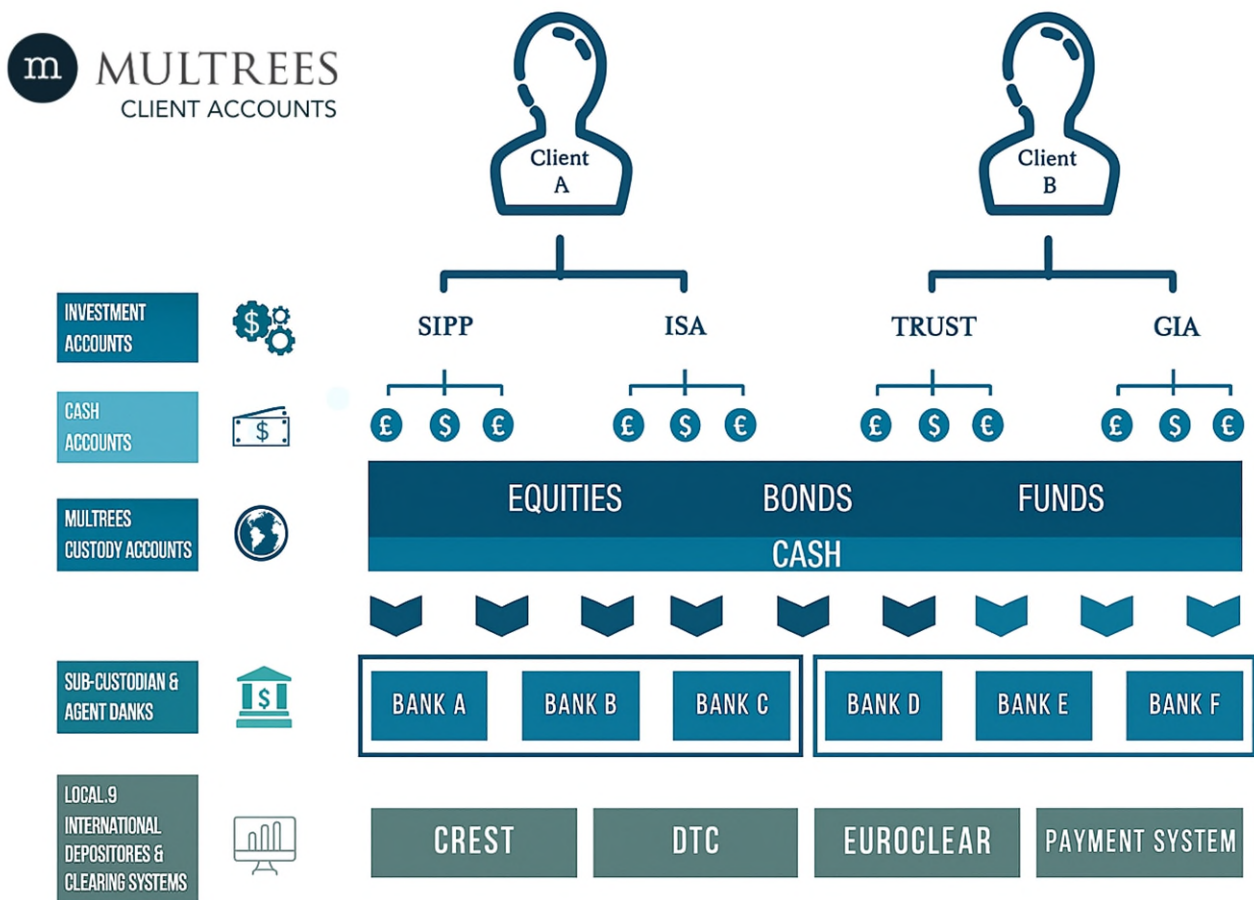 m MULTREES
CLIENT ACCOUNTS
Client
A
Client
B
INVESTMENT
ACCOUNTS
$
SIPP ISA TRUST GIA
CASH
ACCOUNTS
$
£ $ € £ $ € £ $ € £ $ €
MULTREES
CUSTODY ACCOUNTS
EQUITIES BONDS FUNDS
CASH
SUB-CUSTODIAN &
AGENT DANKS
$
BANK A BANK B BANK C BANK D BANK E BANK F
LOCAL.9
INTERNATIONAL
DEPOSITORES &
CLEARING SYSTEMS
CREST DTC EUROCLEAR PAYMENT SYSTEM